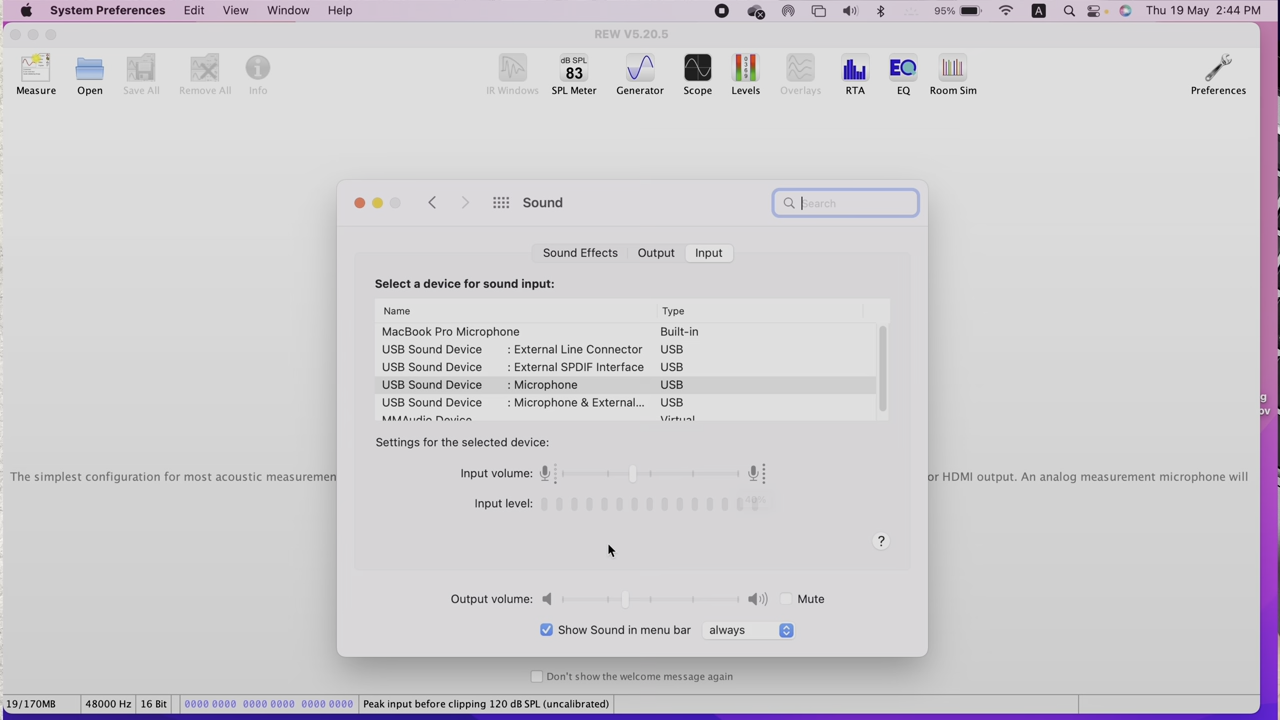 System Preferences Edit View Window Help 95% A Thu 19 May 2:44 PM
REW V5.20.5
dB SPL
83
Measure Open Save All Remove All Info IR Windows SPL Meter Generator Scope Levels Overlays RTA EQ Room Sim Preferences
Sound
Search
Sound Effects Output Input
Select a device for sound input:
Name Type
MacBook Pro Microphone Built-in
USB Sound Device : External Line Connector USB
USB Sound Device : External SPDIF Interface USB
USB Sound Device : Microphone USB
USB Sound Device : Microphone & External... USB
MMAudio Device Virtual
Settings for the selected device:
Input volume:
The simplest configuration for most acoustic measuremen
or HDMI output. An analog measurement microphone will
Input level:
?
Output volume: Mute
Show Sound in menu bar always
Don't show the welcome message again
19/170MB 48000 Hz 16 Bit 0000 0000 0000 0000 0000 0000 Peak input before clipping 120 dB SPL (uncalibrated)